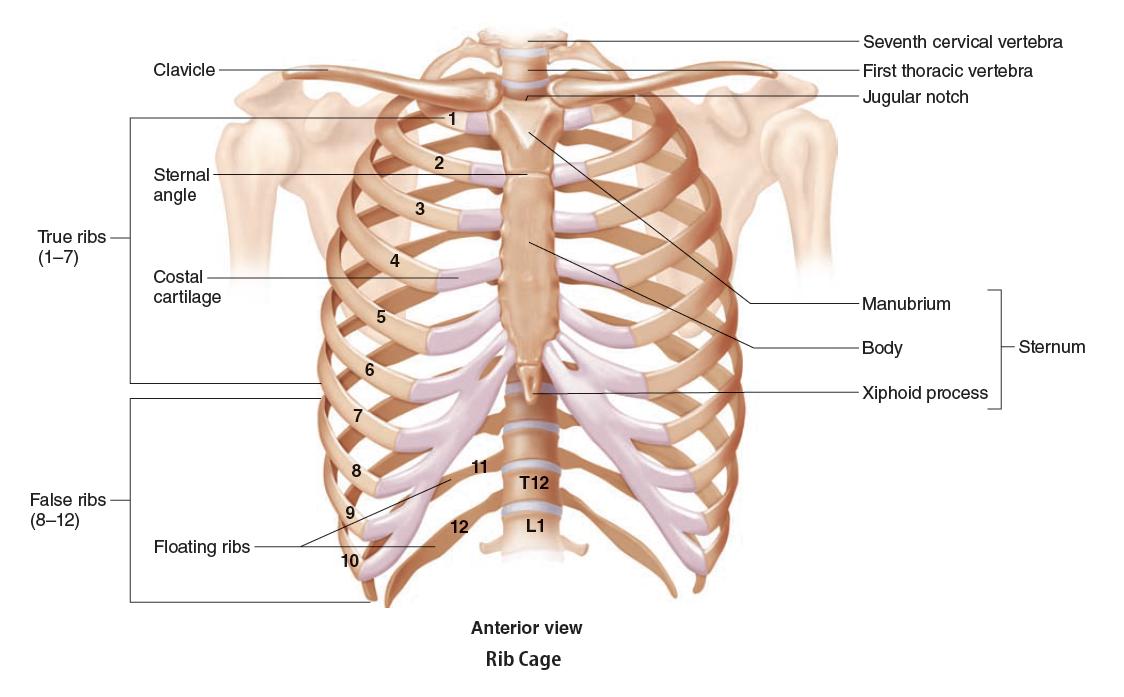 Seventh cervical vertebra
Clavicle
First thoracic vertebra
Jugular notch
1
2
Sternal
angle
3
True ribs
(1–7)
4
Costal
cartilage
Manubrium
5
Body
Sternum
6
Xiphoid process
7
8
11
T12
False ribs
(8–12)
9
12
L1
Floating ribs
10
Anterior view
Rib Cage